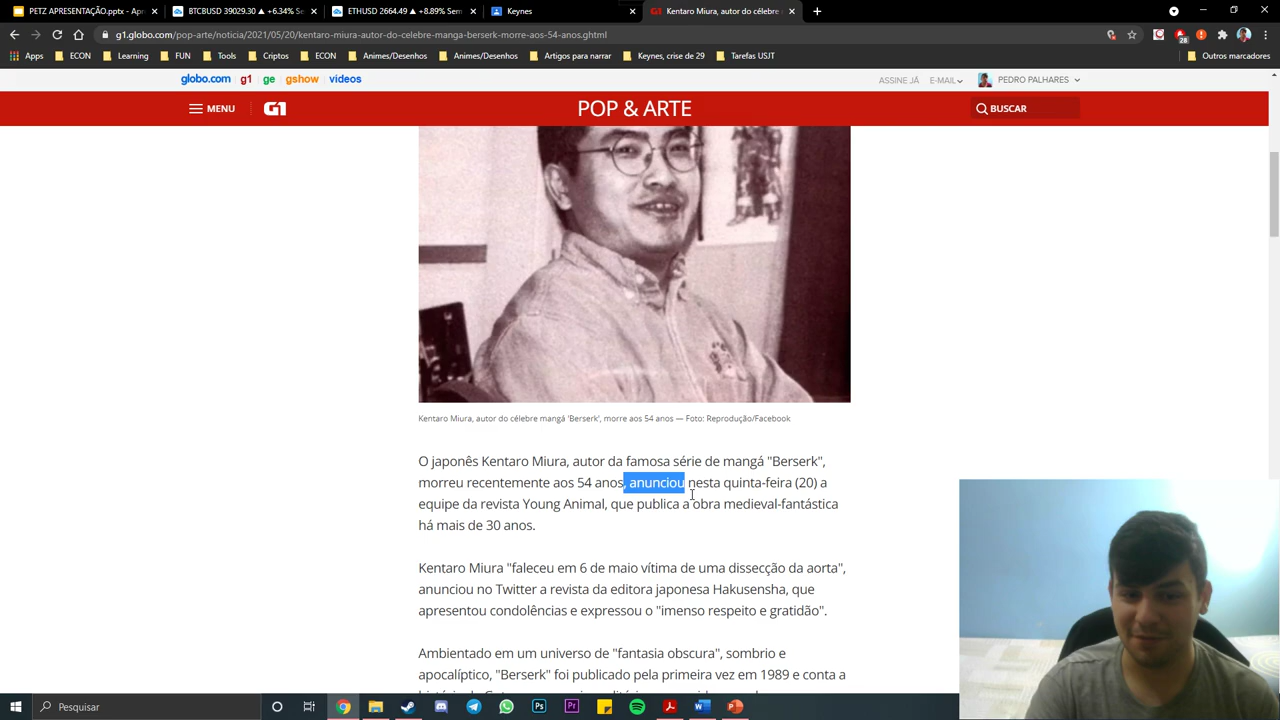 PETZ APRESENTAÇÃO.pptx - Apr
BTCBUSD 39029.30 ▲ +6.34% Sem
ETHUSD 2664.49 ▲ +8.89% Sem
Keynes
Kentaro Miura, autor do célebre
g1.globo.com/pop-arte/noticia/2021/05/20/kentaro-miura-autor-do-celebre-manga-berserk-morre-aos-54-anos.ghtml
28
Apps ECON Learning FUN Tools Criptos ECON Animes/Desenhos Animes/Desenhos Artigos para narrar Keynes, crise de 29 Tarefas USJT Outros marcadores
globo.com g1 ge gshow videos ASSINE JÁ E-MAIL PEDRO PALHARES
MENU G1 POP & ARTE BUSCAR
Kentaro Miura, autor do célebre mangá 'Berserk', morre aos 54 anos — Foto: Reprodução/Facebook
O japonês Kentaro Miura, autor da famosa série de mangá "Berserk",
morreu recentemente aos 54 anos, anunciou nesta quinta-feira (20) a
equipe da revista Young Animal, que publica a obra medieval-fantástica
há mais de 30 anos.
Kentaro Miura "faleceu em 6 de maio vítima de uma dissecção da aorta",
anunciou no Twitter a revista da editora japonesa Hakusensha, que
apresentou condolências e expressou o "imenso respeito e gratidão".
Ambientado em um universo de "fantasia obscura", sombrio e
apocalíptico, "Berserk" foi publicado pela primeira vez em 1989 e conta a
Pesquisar
Ps
Pr
W